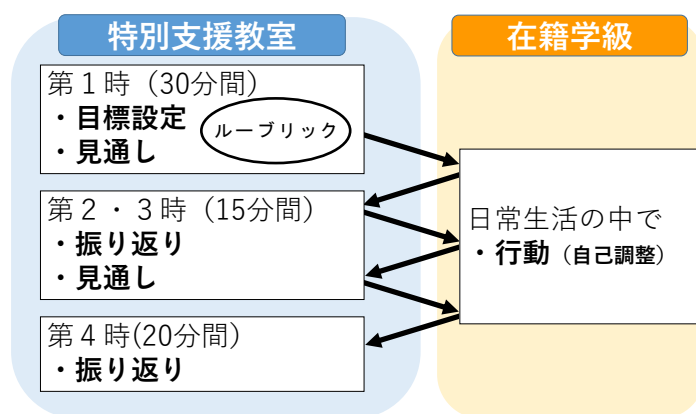 特別支援教室
在籍学級
第１時（30分間）
・目標設定
・見通し
ルーブリック
第２・３時（15分間）
・振り返り
・見通し
第４時(20分間)
・振り返り
日常生活の中で
・行動（自己調整）